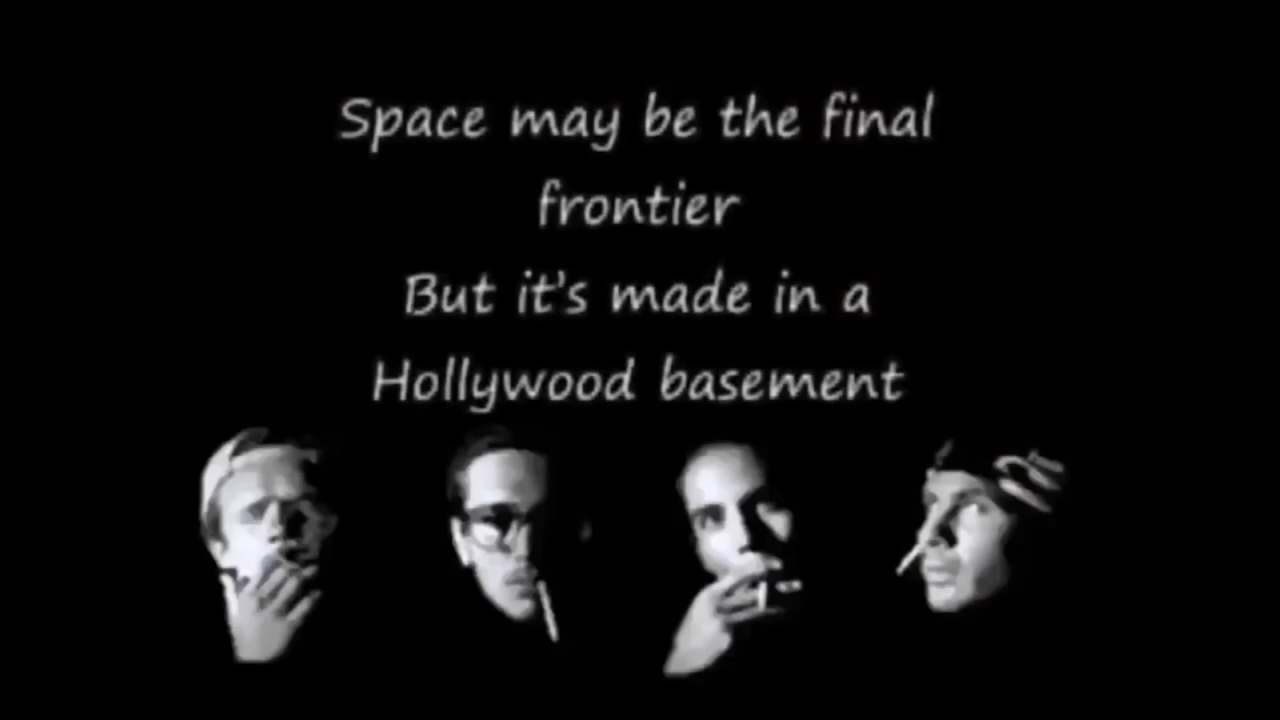 Space may be the final
frontier
But it's made in a
Hollywood basement